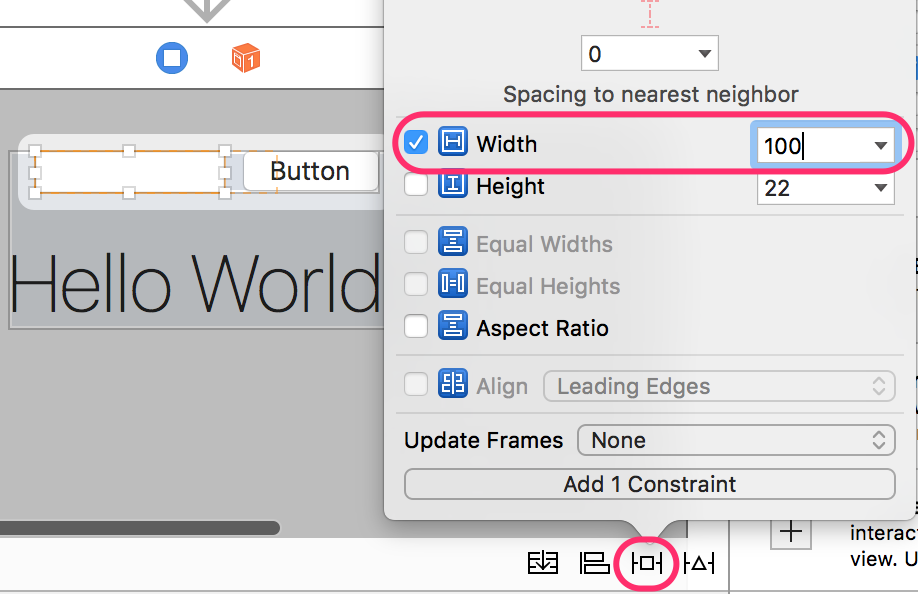 0
Spacing to nearest neighbor
Width 100
Button
Height 22
Equal Widths
Hello World
Equal Heights
Aspect Ratio
Align Leading Edges
Update Frames None
Add 1 Constraint
interac
view. U